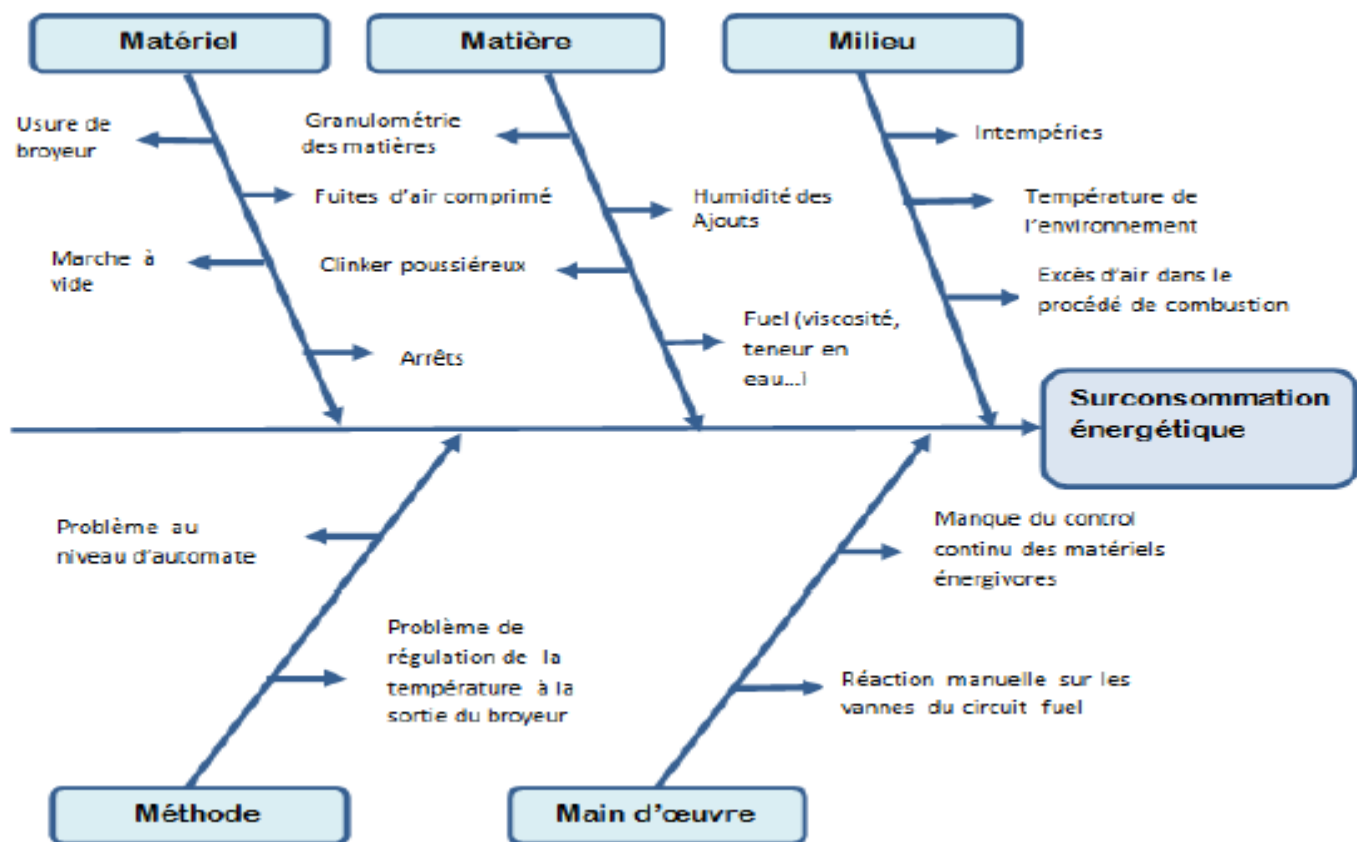 Matériel
Matière
Milieu
Usure de
broyeur
Fuites d'air comprimé
Marche à
vide
Arrêts
Granulométrie
des matières
Humidité des
Ajouts
Clinker poussiéreux
Fuel (viscosité,
teneur en
eau...)
Intempéries
Température de
l'environnement
Excès d'air dans le
procédé de combustion
Surconsommation
énergétique
Problème au
niveau d'automate
Problème de
régulation de la
température à la
sortie du broyeur
Manque du control
continu des matériels
énergivores
Réaction manuelle sur les
vannes du circuit fuel
Méthode
Main d'œuvre